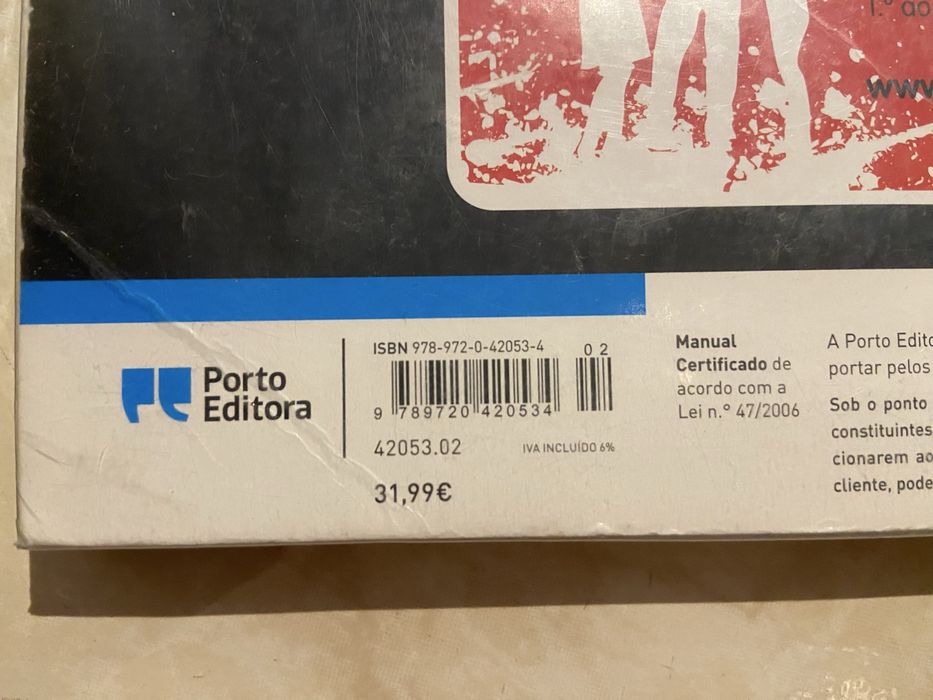 1.º ao
www.
Porto
Editora
ISBN 978-972-0-42053-4
0 2
9 789720 420534
42053.02
IVA INCLUÍDO 6%
31,99€
Manual
Certificado de
acordo com a
Lei n.º 47/2006
A Porto Edito
portar pelos
Sob o ponto
constituintes
cionarem ao
cliente, pode